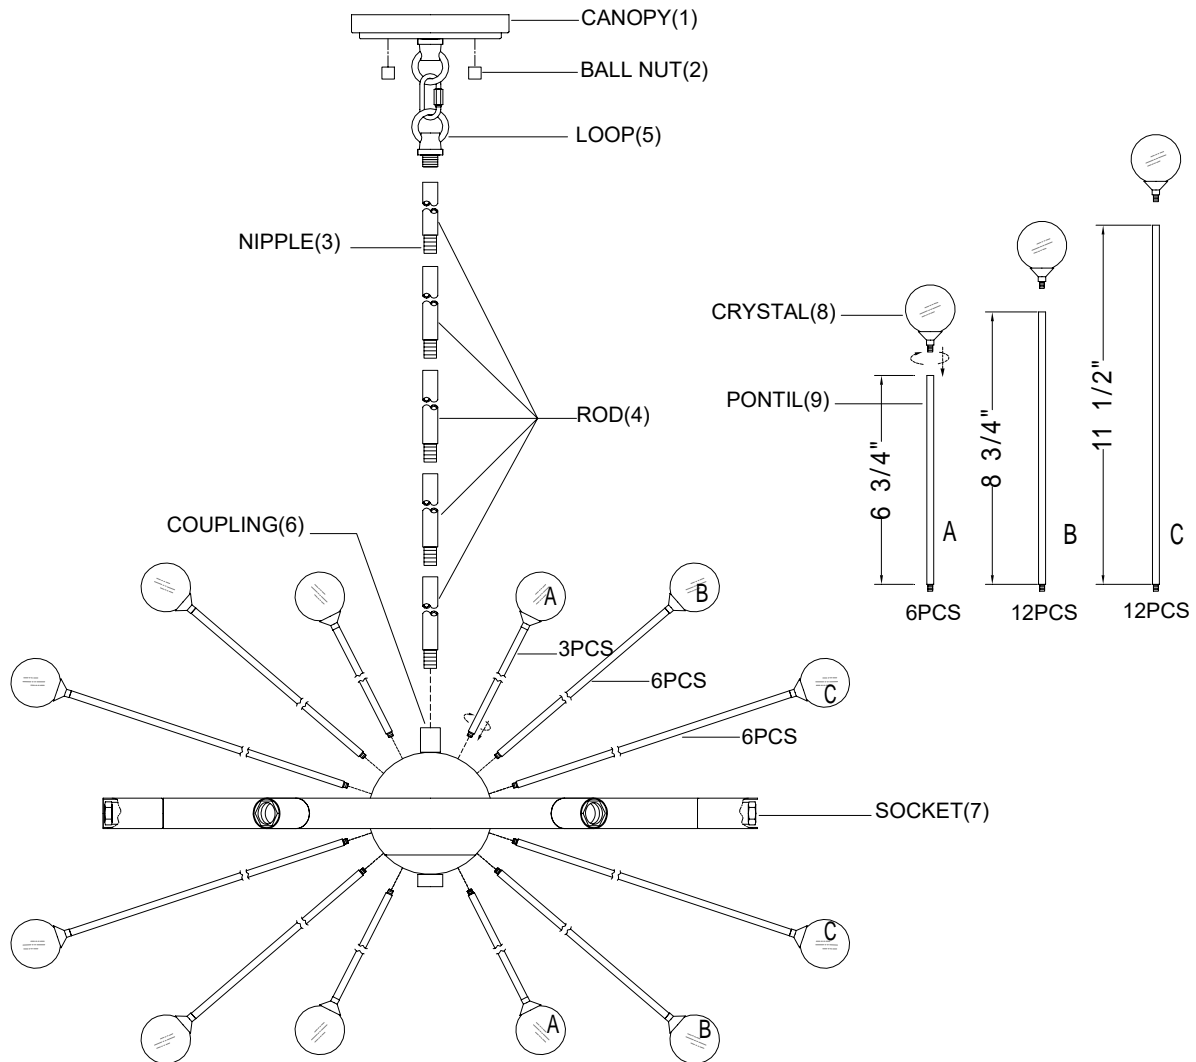 CANOPY(1)
BALL NUT(2)
LOOP(5)
NIPPLE(3)
ROD(4)
COUPLING(6)
CRYSTAL(8)
PONTIL(9)
6 3/4"
A
6PCS
8 3/4"
B
12PCS
11 1/2"
C
12PCS
A
B
3PCS
6PCS
C
6PCS
SOCKET(7)
C
A
B